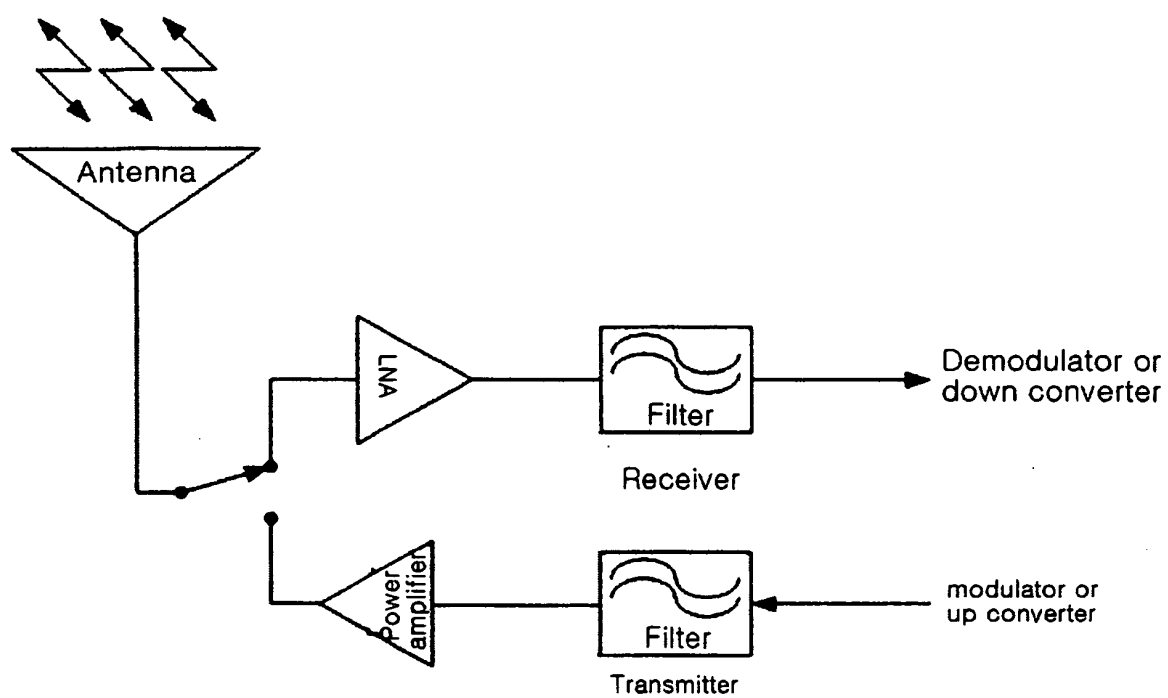 Antenna
LNA
Filter
Demodulator or
down converter
Receiver
Power
amplifier
Filter
modulator or
up converter
Transmitter